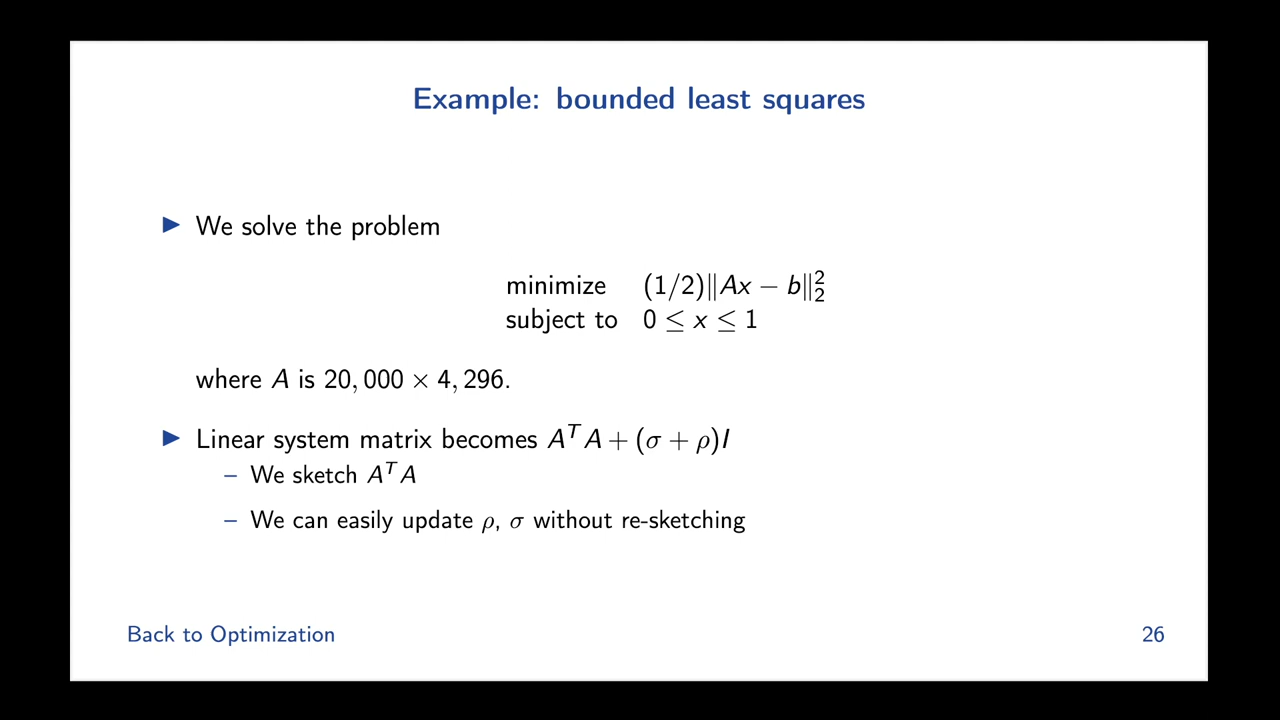 Example: bounded least squares
▶ We solve the problem
minimize (1/2)‖Ax − b‖₂²
subject to 0 ≤ x ≤ 1
where A is 20, 000 × 4, 296.
▶ Linear system matrix becomes AᵀA + (σ + ρ)I
– We sketch AᵀA
– We can easily update ρ, σ without re-sketching
Back to Optimization 26